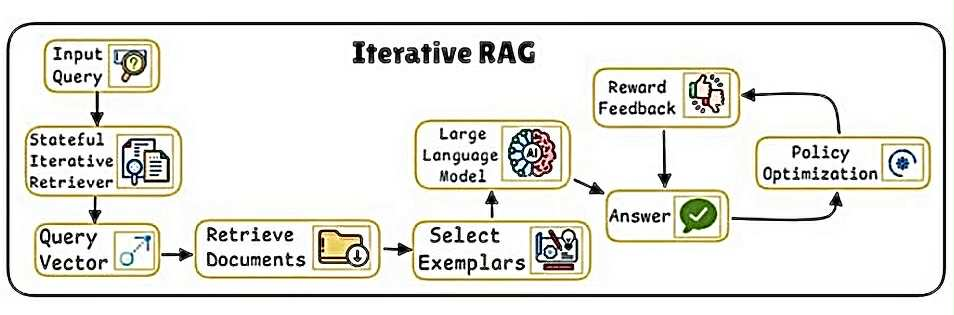 Iterative RAG
Input
Query
Stateful
Iterative
Retriever
Query
Vector
Retrieve
Documents
Select
Exemplars
Large
Language
Model
AI
Answer
Policy
Optimization
Reward
Feedback